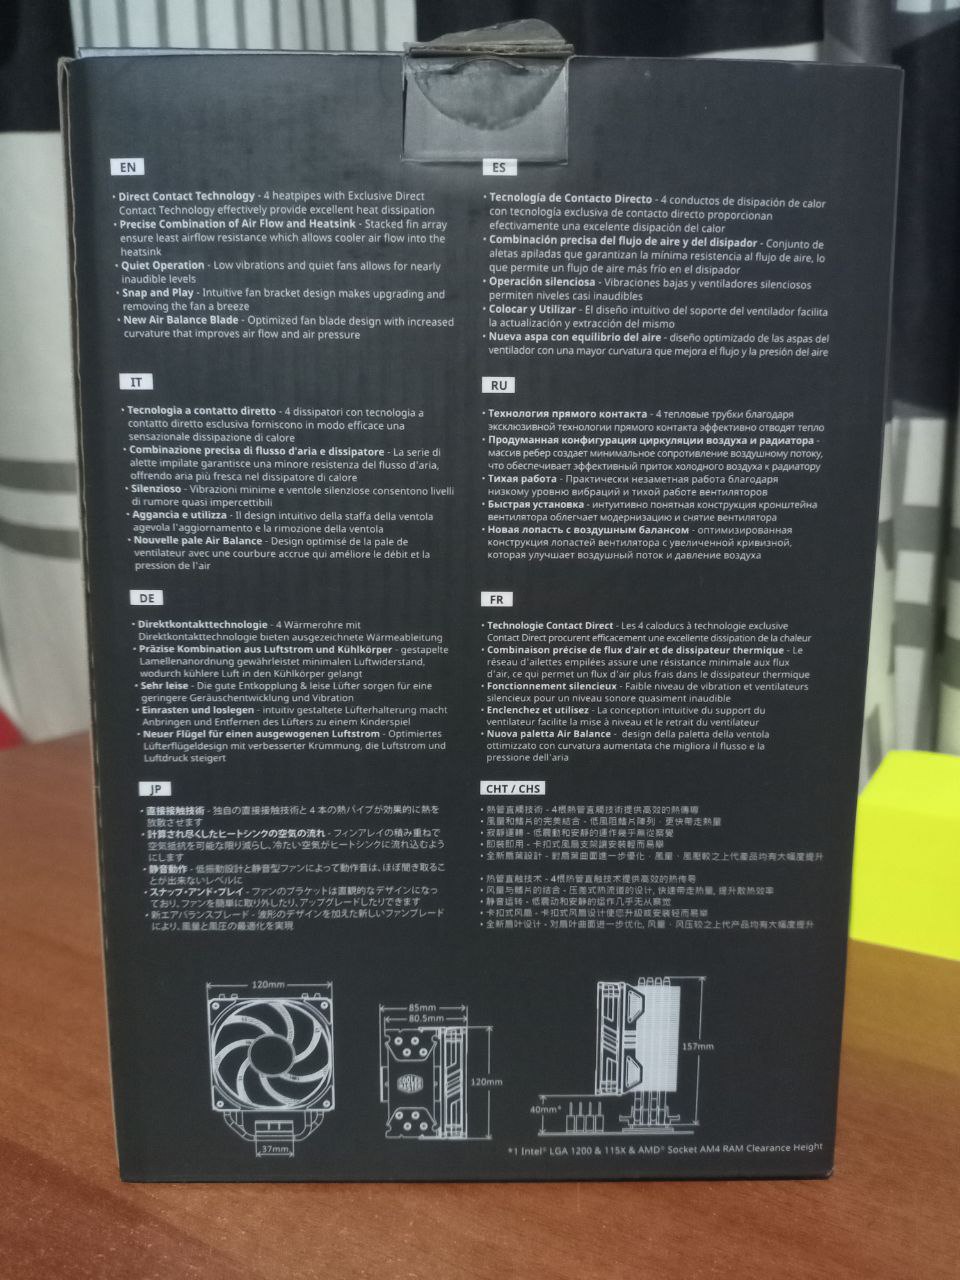 EN
• Direct Contact Technology - 4 heatpipes with Exclusive Direct
Contact Technology effectively provide excellent heat dissipation
• Precise Combination of Air Flow and Heatsink - Stacked fin array
ensure least airflow resistance which allows cooler air flow into the
heatsink
• Quiet Operation - Low vibrations and quiet fans allows for nearly
inaudible levels
• Snap and Play - Intuitive fan bracket design makes upgrading and
removing the fan a breeze
• New Air Balance Blade - Optimized fan blade design with increased
curvature that improves air flow and air pressure
ES
• Tecnología de Contacto Directo - 4 conductos de disipación de calor
con tecnología exclusiva de contacto directo proporcionan
efectivamente una excelente disipación del calor
• Combinación precisa del flujo de aire y del disipador - Conjunto de
aletas apiladas que garantizan la mínima resistencia al flujo de aire, lo
que permite un flujo de aire más frío en el disipador
• Operación silenciosa - Vibraciones bajas y ventiladores silenciosos
permiten niveles casi inaudibles
• Colocar y Utilizar - El diseño intuitivo del soporte del ventilador facilita
la actualización y extracción del mismo
• Nueva aspa con equilibrio del aire - diseño optimizado de las aspas del
ventilador con una mayor curvatura que mejora el flujo y la presión del aire
IT
• Tecnologia a contatto diretto - 4 dissipatori con tecnologia a
contatto diretto esclusiva forniscono in modo efficace una
sensazionale dissipazione di calore
• Combinazione precisa di flusso d'aria e dissipatore - La serie di
alette impilate garantisce una minore resistenza del flusso d'aria,
offrendo aria più fresca nel dissipatore di calore
• Silenzioso - Vibrazioni minime e ventole silenziose consentono livelli
di rumore quasi impercettibili
• Aggancia e utilizza - Il design intuitivo della staffa della ventola
agevola l'aggiornamento e la rimozione della ventola
• Nouvelle pale Air Balance - Design optimisé de la pale de
ventilateur avec une courbure accrue qui améliore le débit et la
pression de l'air
RU
• Технология прямого контакта - 4 тепловые трубки благодаря
эксклюзивной технологии прямого контакта эффективно отводят тепло
• Продуманная конфигурация циркуляции воздуха и радиатора -
массив ребер создает минимальное сопротивление воздушному потоку,
что обеспечивает эффективный приток холодного воздуха к радиатору
• Тихая работа - Практически незаметная работа благодаря
низкому уровню вибраций и тихой работе вентиляторов
• Быстрая установка - интуитивно понятная конструкция кронштейна
вентилятора облегчает модернизацию и снятие вентилятора
• Новая лопасть с воздушным балансом - оптимизированная
конструкция лопастей вентилятора с увеличенной кривизной,
которая улучшает воздушный поток и давление воздуха
DE
• Direktkontakttechnologie - 4 Wärmerohre mit
Direktkontakttechnologie bieten ausgezeichnete Wärmeableitung
• Präzise Kombination aus Luftstrom und Kühlkörper - gestapelte
Lamellenanordnung gewährleistet minimalen Luftwiderstand,
wodurch kühlere Luft in den Kühlkörper gelangt
• Sehr leise - Die gute Entkopplung & leise Lüfter sorgen für eine
geringere Geräuschentwicklung und Vibration
• Einrasten und loslegen - intuitiv gestaltete Lüfterhalterung macht
Anbringen und Entfernen des Lüfters zu einem Kinderspiel
• Neuer Flügel für einen ausgewogenen Luftstrom - Optimiertes
Lüfterflügeldesign mit verbesserter Krümmung, die Luftstrom und
Luftdruck steigert
FR
• Technologie Contact Direct - Les 4 caloducs à technologie exclusive
Contact Direct procurent efficacement une excellente dissipation de la chaleur
• Combinaison précise de flux d'air et de dissipateur thermique - Le
réseau d'ailettes empilées assure une résistance minimale aux flux
d'air, ce qui permet un flux d'air plus frais dans le dissipateur thermique
• Fonctionnement silencieux - Faible niveau de vibration et ventilateurs
silencieux pour un niveau sonore quasiment inaudible
• Enclenchez et utilisez - La conception intuitive du support du
ventilateur facilite la mise à niveau et le retrait du ventilateur
• Nuova paletta Air Balance - design della paletta della ventola
ottimizzato con curvatura aumentata che migliora il flusso e la
pressione dell'aria
JP
• 直接接触技術 - 独自の直接接触技術と 4 本の熱パイプが効果的に熱を
放散させます
• 計算され尽くしたヒートシンクの空気の流れ - フィンアレイの積み重ねで
空気抵抗を可能な限り減らし、冷たい空気がヒートシンクに流れ込むよう
にします
• 静音動作 - 低振動設計と静音型ファンによって動作音は、ほぼ聞き取るこ
とが出来ないレベルに
• スナップ・アンド・プレイ - ファンのブラケットは直観的なデザインになっ
ており、ファンを簡単に取り外したり、アップグレードしたりできます
• 新エアバランスブレード - 波形のデザインを加えた新しいファンブレード
により、風量と風圧の最適化を実現
CHT / CHS
• 熱管直觸技術 - 4根熱管直觸技術提供高效的熱傳導
• 風量和鰭片的完美結合 - 低風阻鰭片陣列，更快帶走熱量
• 寂靜運轉 - 低震動和安靜的運作幾乎無從察覺
• 即裝即用 - 卡扣式風扇支架讓安裝輕而易舉
• 全新扇葉設計 - 對扇葉曲面進一步優化，風量、風壓較之上代產品均有大幅度提升
• 热管直触技术 - 4根热管直触技术提供高效的热传导
• 风量与鳍片的结合 - 压差式热流道的设计, 快速带走热量, 提升散热效率
• 静音运转 - 低震动和安静的运作几乎无从察觉
• 卡扣式风扇 - 卡扣式风扇设计使您升级或安装轻而易举
• 全新扇叶设计 - 对扇叶曲面进一步优化, 风量、风压较之上代产品均有大幅度提升
120mm
37mm
85mm
80.5mm
COOLER
MASTER
120mm
157mm
40mm*
*1 Intel® LGA 1200 & 115X & AMD® Socket AM4 RAM Clearance Height